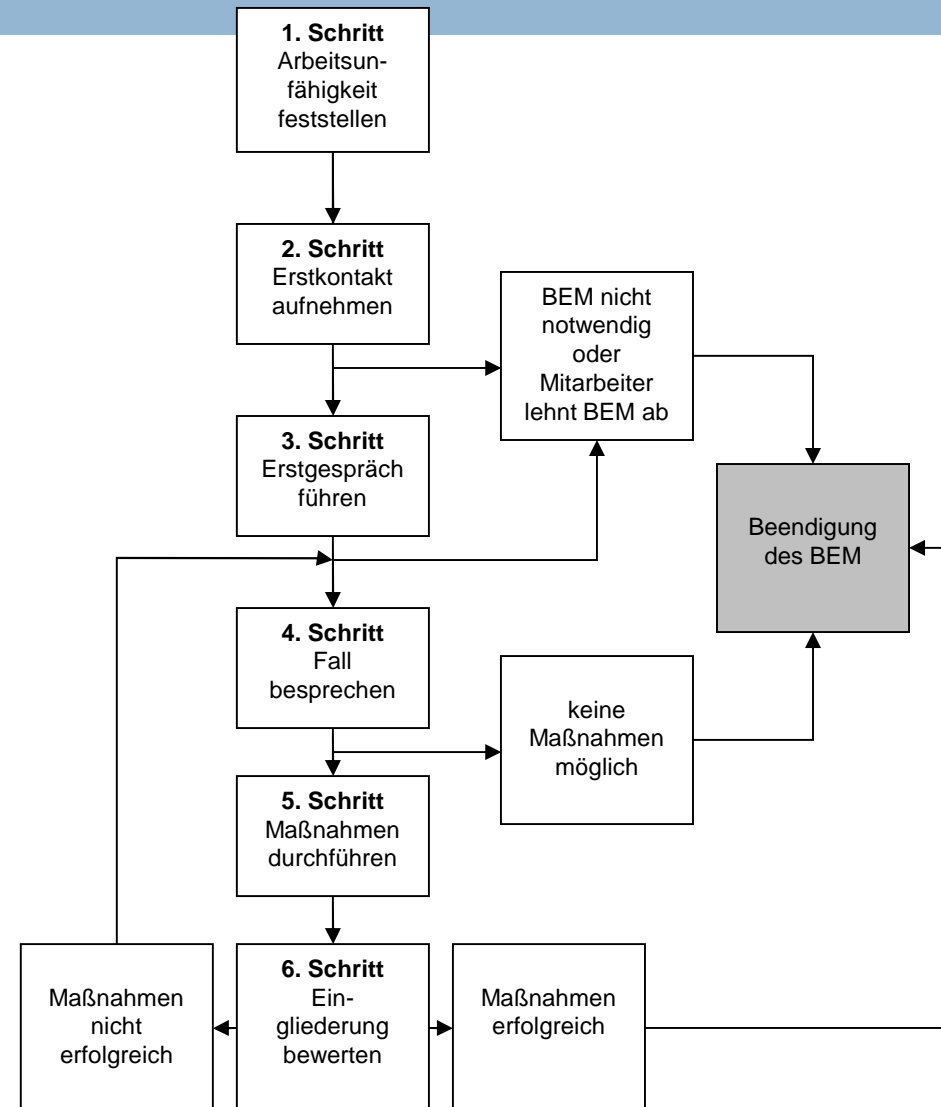 1. Schritt
Arbeitsun-
fähigkeit
feststellen
2. Schritt
Erstkontakt
aufnehmen
BEM nicht
notwendig
oder
Mitarbeiter
lehnt BEM ab
3. Schritt
Erstgespräch
führen
Beendigung
des BEM
4. Schritt
Fall
besprechen
keine
Maßnahmen
möglich
5. Schritt
Maßnahmen
durchführen
Maßnahmen
nicht
erfolgreich
6. Schritt
Ein-
gliederung
bewerten
Maßnahmen
erfolgreich